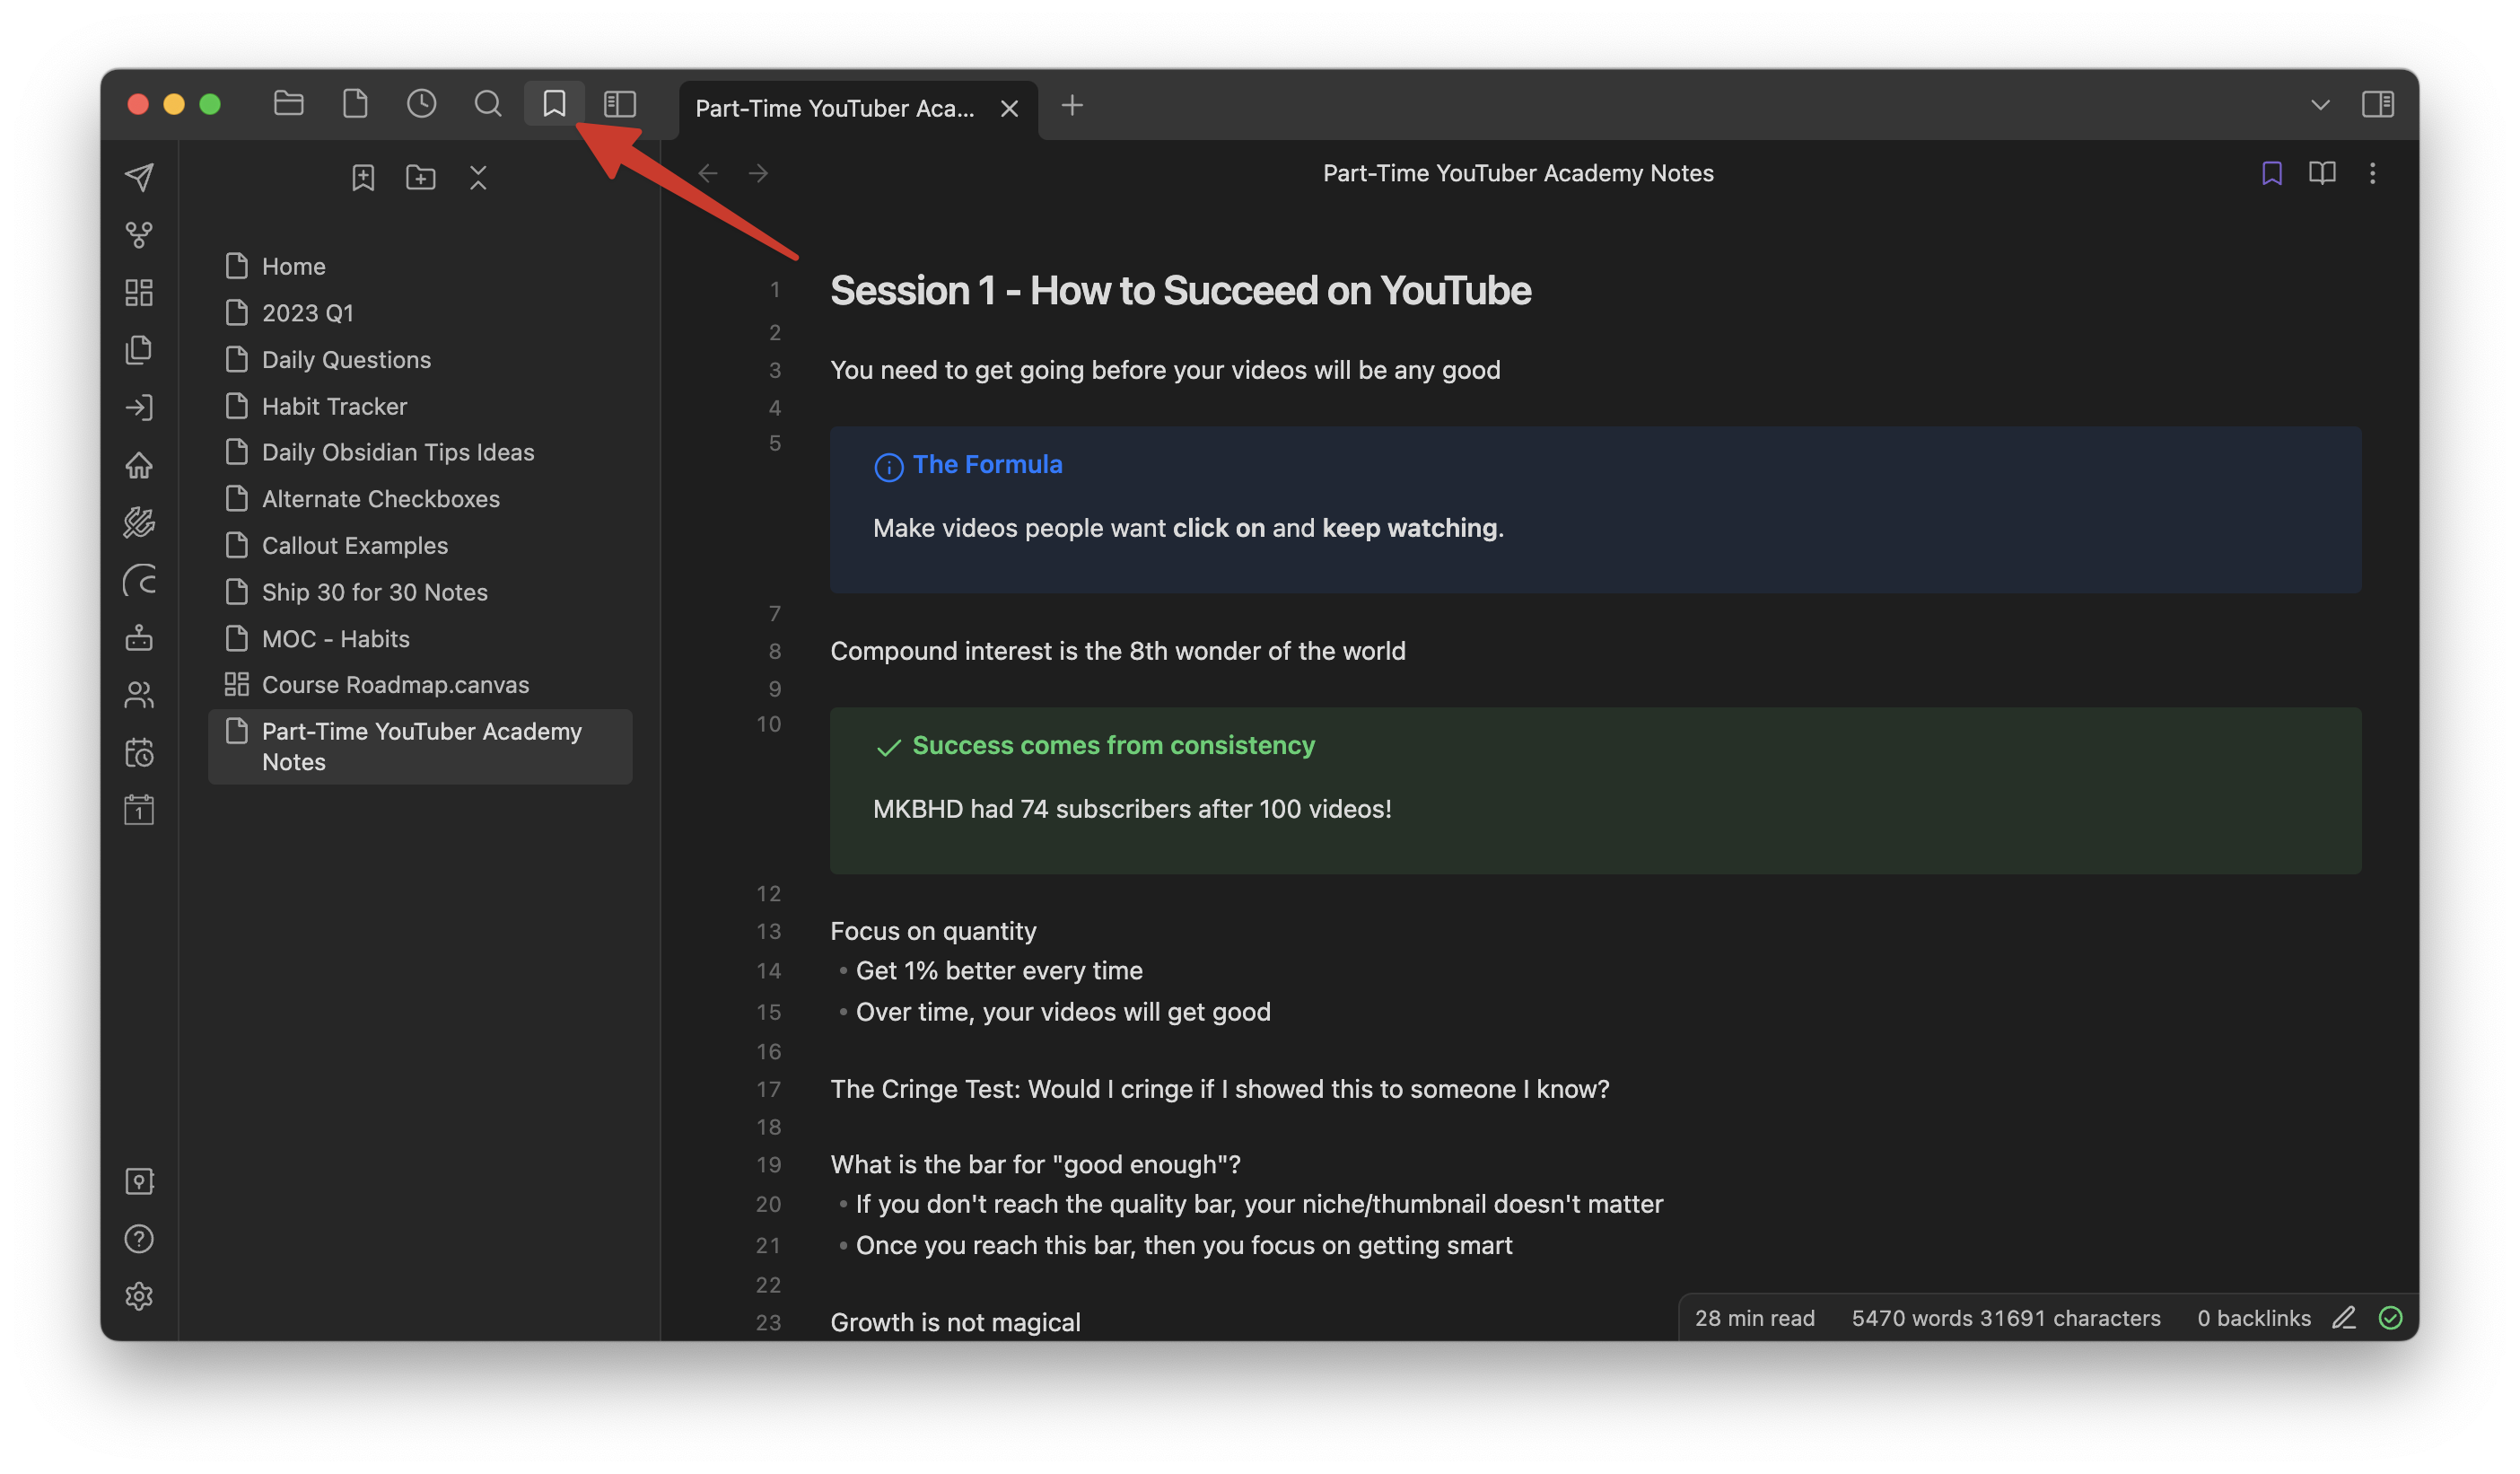 Part-Time YouTuber Aca...
Part-Time YouTuber Academy Notes
Home
2023 Q1
Daily Questions
Habit Tracker
Daily Obsidian Tips Ideas
Alternate Checkboxes
Callout Examples
Ship 30 for 30 Notes
MOC - Habits
Course Roadmap.canvas
Part-Time YouTuber Academy
Notes
1
1 Session 1 - How to Succeed on YouTube
2
3 You need to get going before your videos will be any good
4
5 The Formula
Make videos people want click on and keep watching.
7
8 Compound interest is the 8th wonder of the world
9
10 Success comes from consistency
MKBHD had 74 subscribers after 100 videos!
12
13 Focus on quantity
14 • Get 1% better every time
15 • Over time, your videos will get good
16
17 The Cringe Test: Would I cringe if I showed this to someone I know?
18
19 What is the bar for "good enough"?
20 • If you don't reach the quality bar, your niche/thumbnail doesn't matter
21 • Once you reach this bar, then you focus on getting smart
22
23 Growth is not magical
28 min read 5470 words 31691 characters 0 backlinks